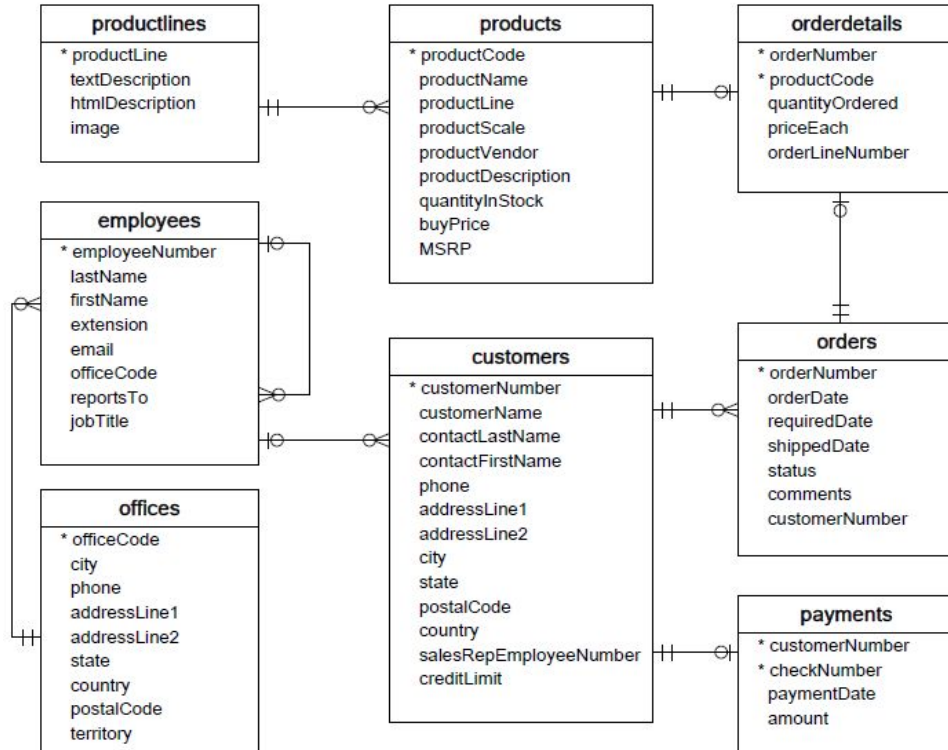 productlines
* productLine
textDescription
htmlDescription
image
products
* productCode
productName
productLine
productScale
productVendor
productDescription
quantityInStock
buyPrice
MSRP
orderdetails
* orderNumber
* productCode
quantityOrdered
priceEach
orderLineNumber
employees
* employeeNumber
lastName
firstName
extension
email
officeCode
reportsTo
jobTitle
customers
* customerNumber
customerName
contactLastName
contactFirstName
phone
addressLine1
addressLine2
city
state
postalCode
country
salesRepEmployeeNumber
creditLimit
orders
* orderNumber
orderDate
requiredDate
shippedDate
status
comments
customerNumber
offices
* officeCode
city
phone
addressLine1
addressLine2
state
country
postalCode
territory
payments
* customerNumber
* checkNumber
paymentDate
amount